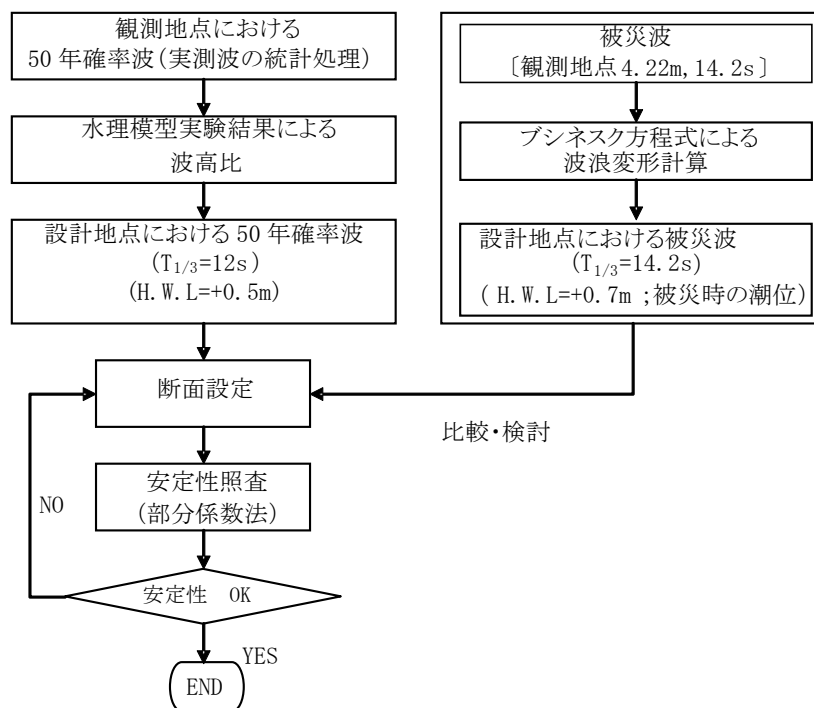 観測地点における
50 年確率波(実測波の統計処理)
水理模型実験結果による
波高比
設計地点における 50 年確率波
(T1/3=12s)
(H.W.L=+0.5m)
被災波
〔観測地点 4.22m, 14.2s〕
ブシネスク方程式による
波浪変形計算
設計地点における被災波
(T1/3=14.2s)
( H.W.L=+0.7m ;被災時の潮位)
断面設定
比較・検討
安定性照査
(部分係数法)
NO
安定性 OK
YES
END